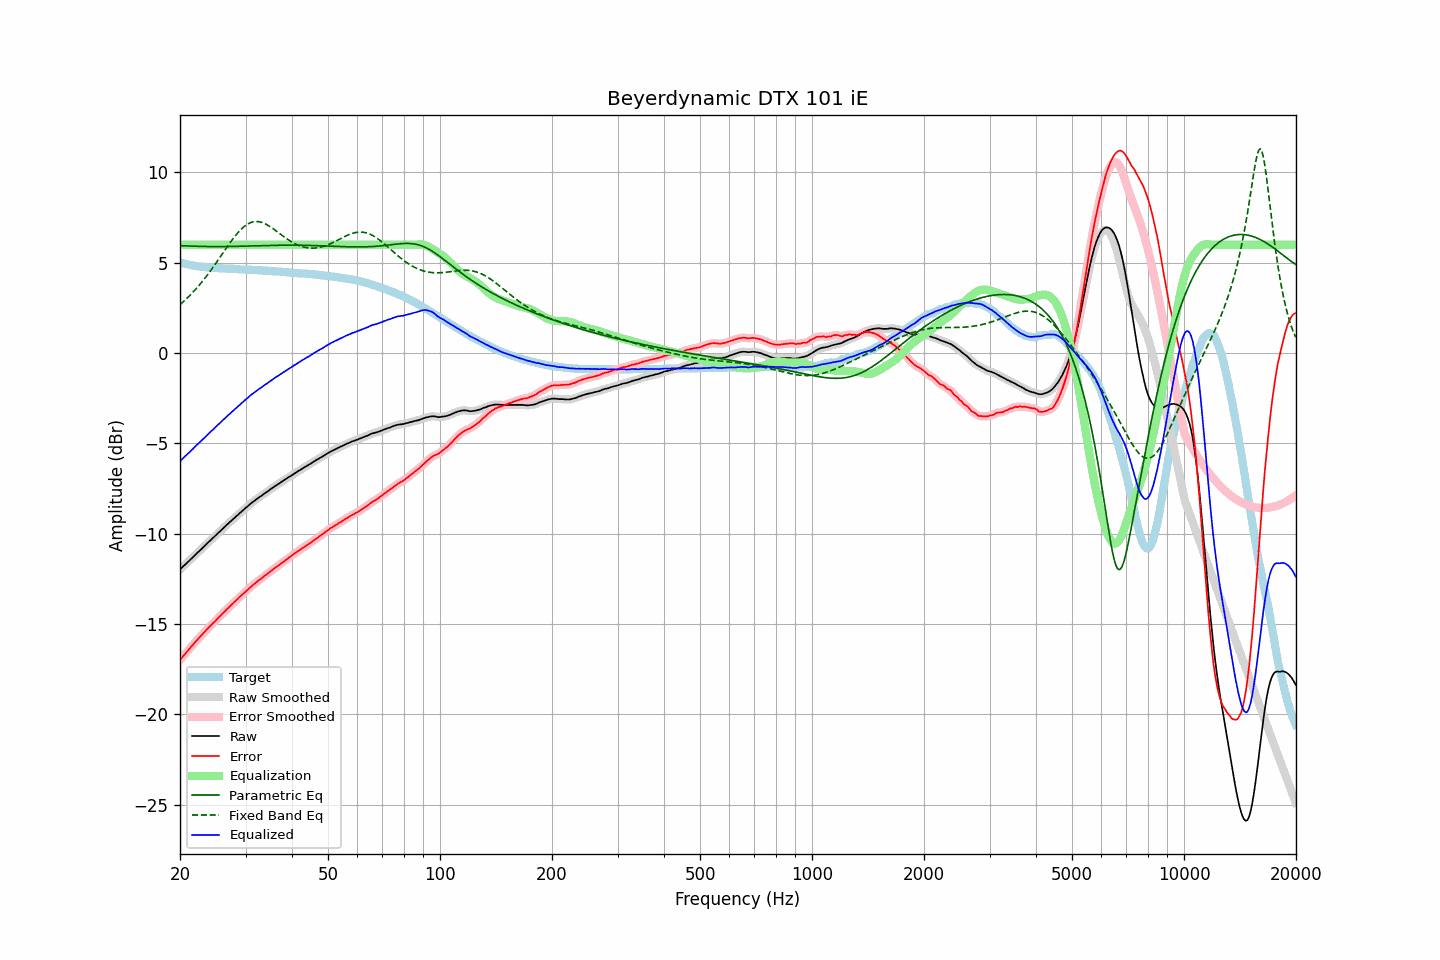 Beyerdynamic DTX 101 iE
Amplitude (dBr)
10
5
0
−5
−10
−15
−20
−25
Target
Raw Smoothed
Error Smoothed
Raw
Error
Equalization
Parametric Eq
Fixed Band Eq
Equalized
20 50 100 200 500 1000 2000 5000 10000 20000
Frequency (Hz)